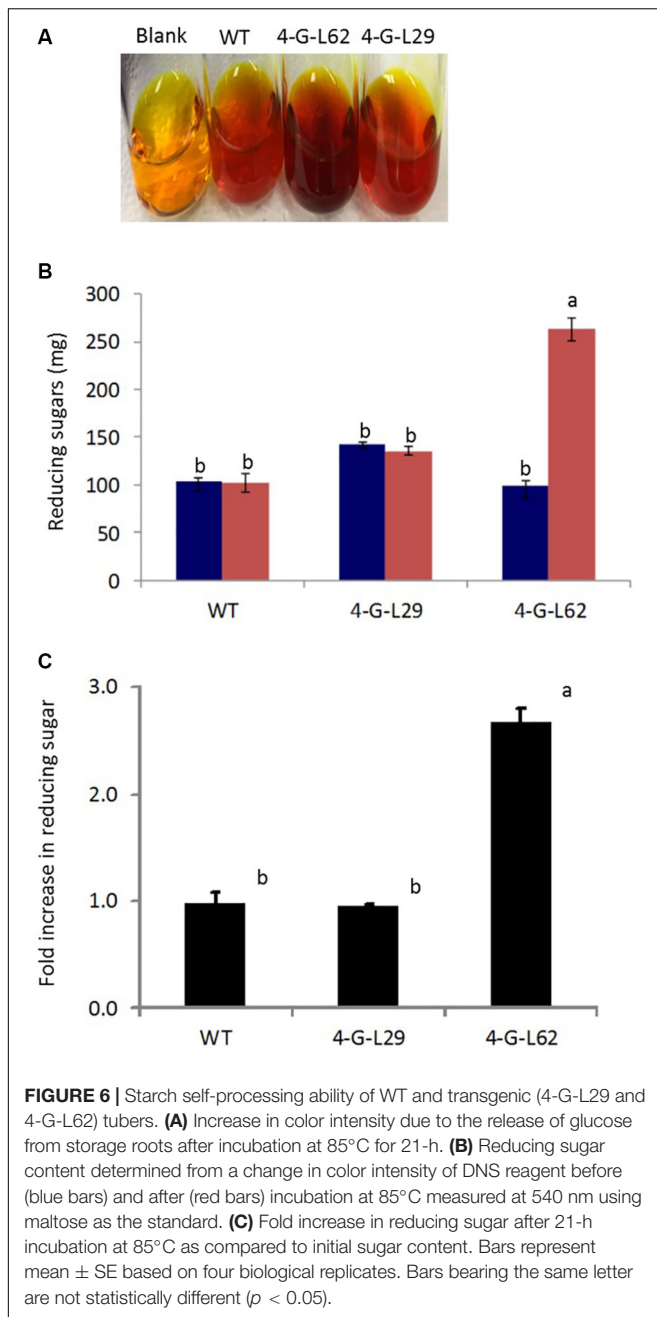 A
Blank WT 4-G-L62 4-G-L29
B
Reducing sugars (mg)
300
250
200
150
100
50
0
b b b b b a
WT 4-G-L29 4-G-L62
C
Fold increase in reducing sugar
3.0
2.0
1.0
0.0
b b a
WT 4-G-L29 4-G-L62
FIGURE 6 | Starch self-processing ability of WT and transgenic (4-G-L29 and
4-G-L62) tubers. (A) Increase in color intensity due to the release of glucose
from storage roots after incubation at 85°C for 21-h. (B) Reducing sugar
content determined from a change in color intensity of DNS reagent before
(blue bars) and after (red bars) incubation at 85°C measured at 540 nm using
maltose as the standard. (C) Fold increase in reducing sugar after 21-h
incubation at 85°C as compared to initial sugar content. Bars represent
mean ± SE based on four biological replicates. Bars bearing the same letter
are not statistically different (p < 0.05).